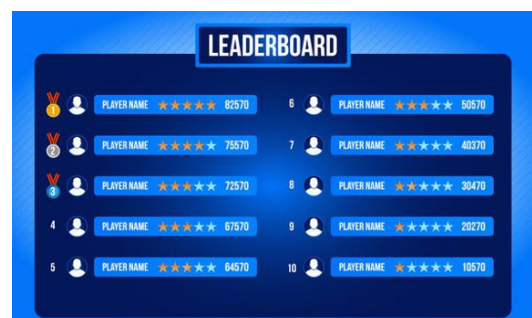 LEADERBOARD
1 PLAYER NAME 82570
2 PLAYER NAME 75570
3 PLAYER NAME 72570
4 PLAYER NAME 67570
5 PLAYER NAME 64570
6 PLAYER NAME 50570
7 PLAYER NAME 40370
8 PLAYER NAME 30470
9 PLAYER NAME 20270
10 PLAYER NAME 10570